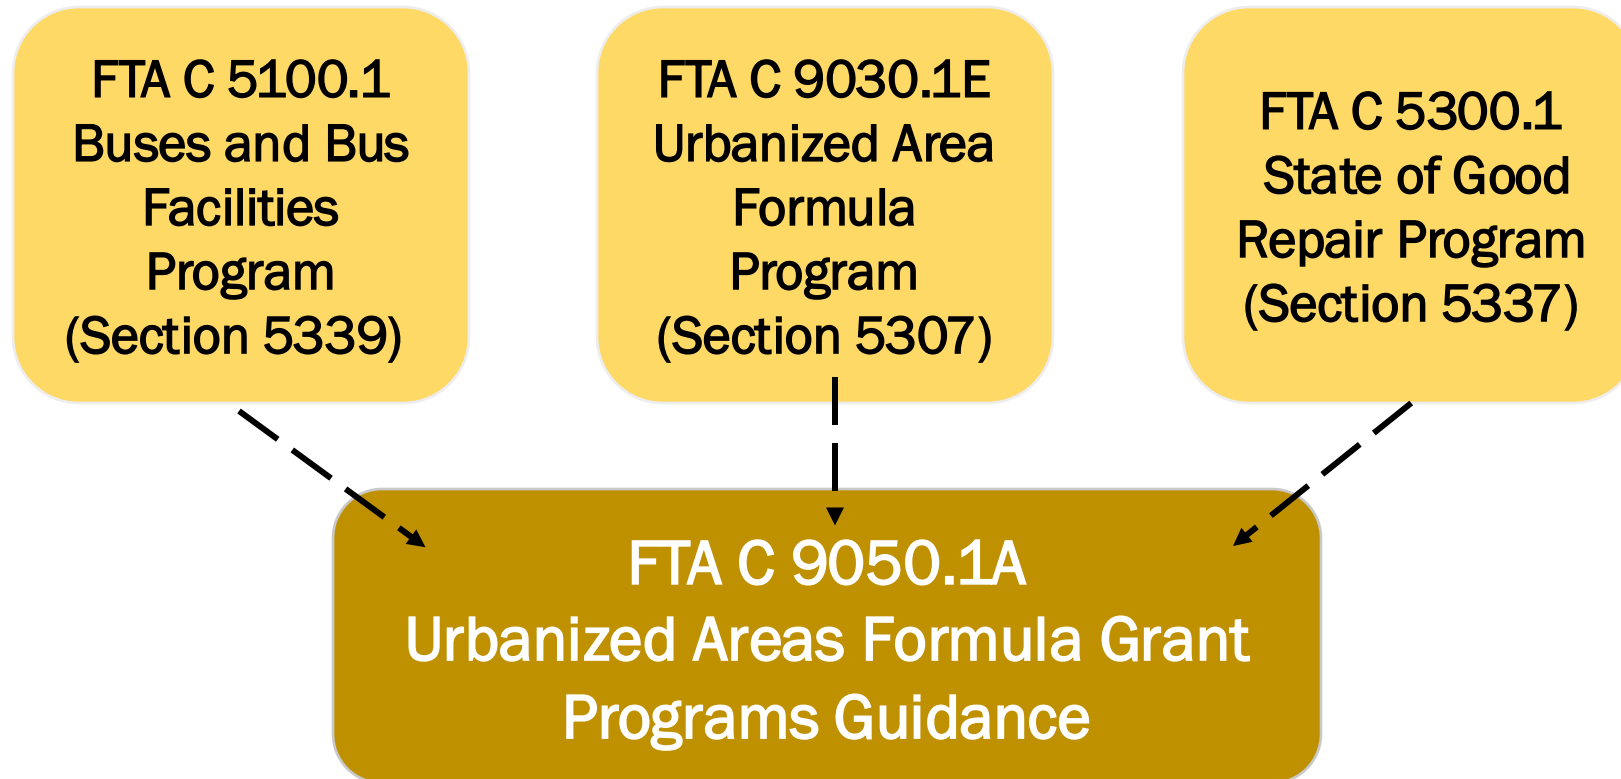 FTA C 5100.1
Buses and Bus
Facilities
Program
(Section 5339)
FTA C 9030.1E
Urbanized Area
Formula
Program
(Section 5307)
FTA C 5300.1
State of Good
Repair Program
(Section 5337)
FTA C 9050.1A
Urbanized Areas Formula Grant
Programs Guidance